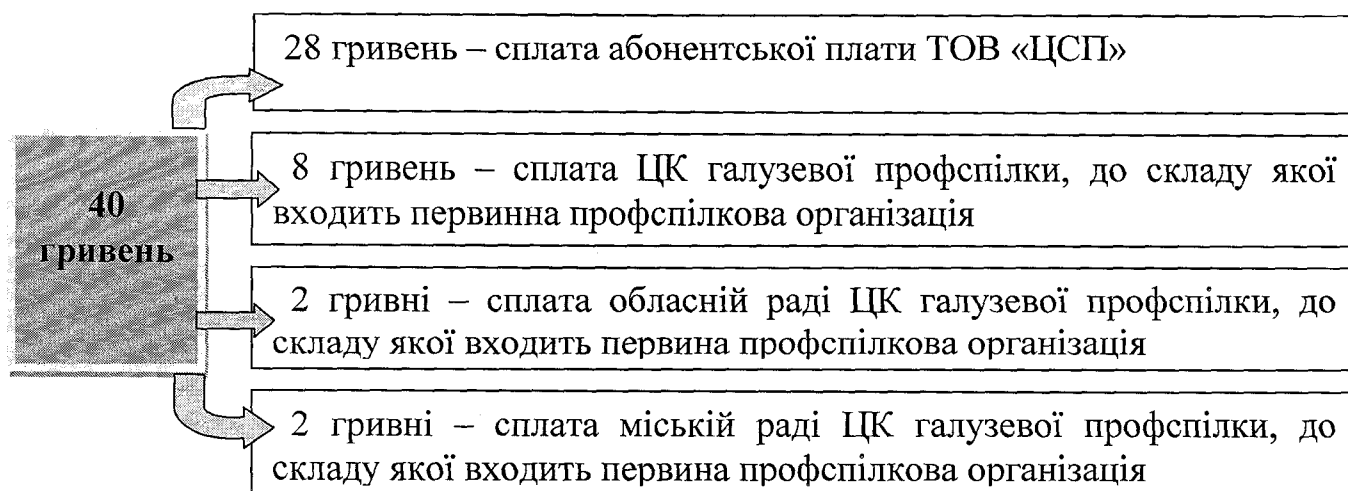 28 гривень – сплата абонентської плати ТОВ «ЦСП»
8 гривень – сплата ЦК галузевої профспілки, до складу якої
входить первинна профспілкова організація
40
гривень
2 гривні – сплата обласній раді ЦК галузевої профспілки, до
складу якої входить первина профспілкова організація
2 гривні – сплата міській раді ЦК галузевої профспілки, до
складу якої входить первинна профспілкова організація